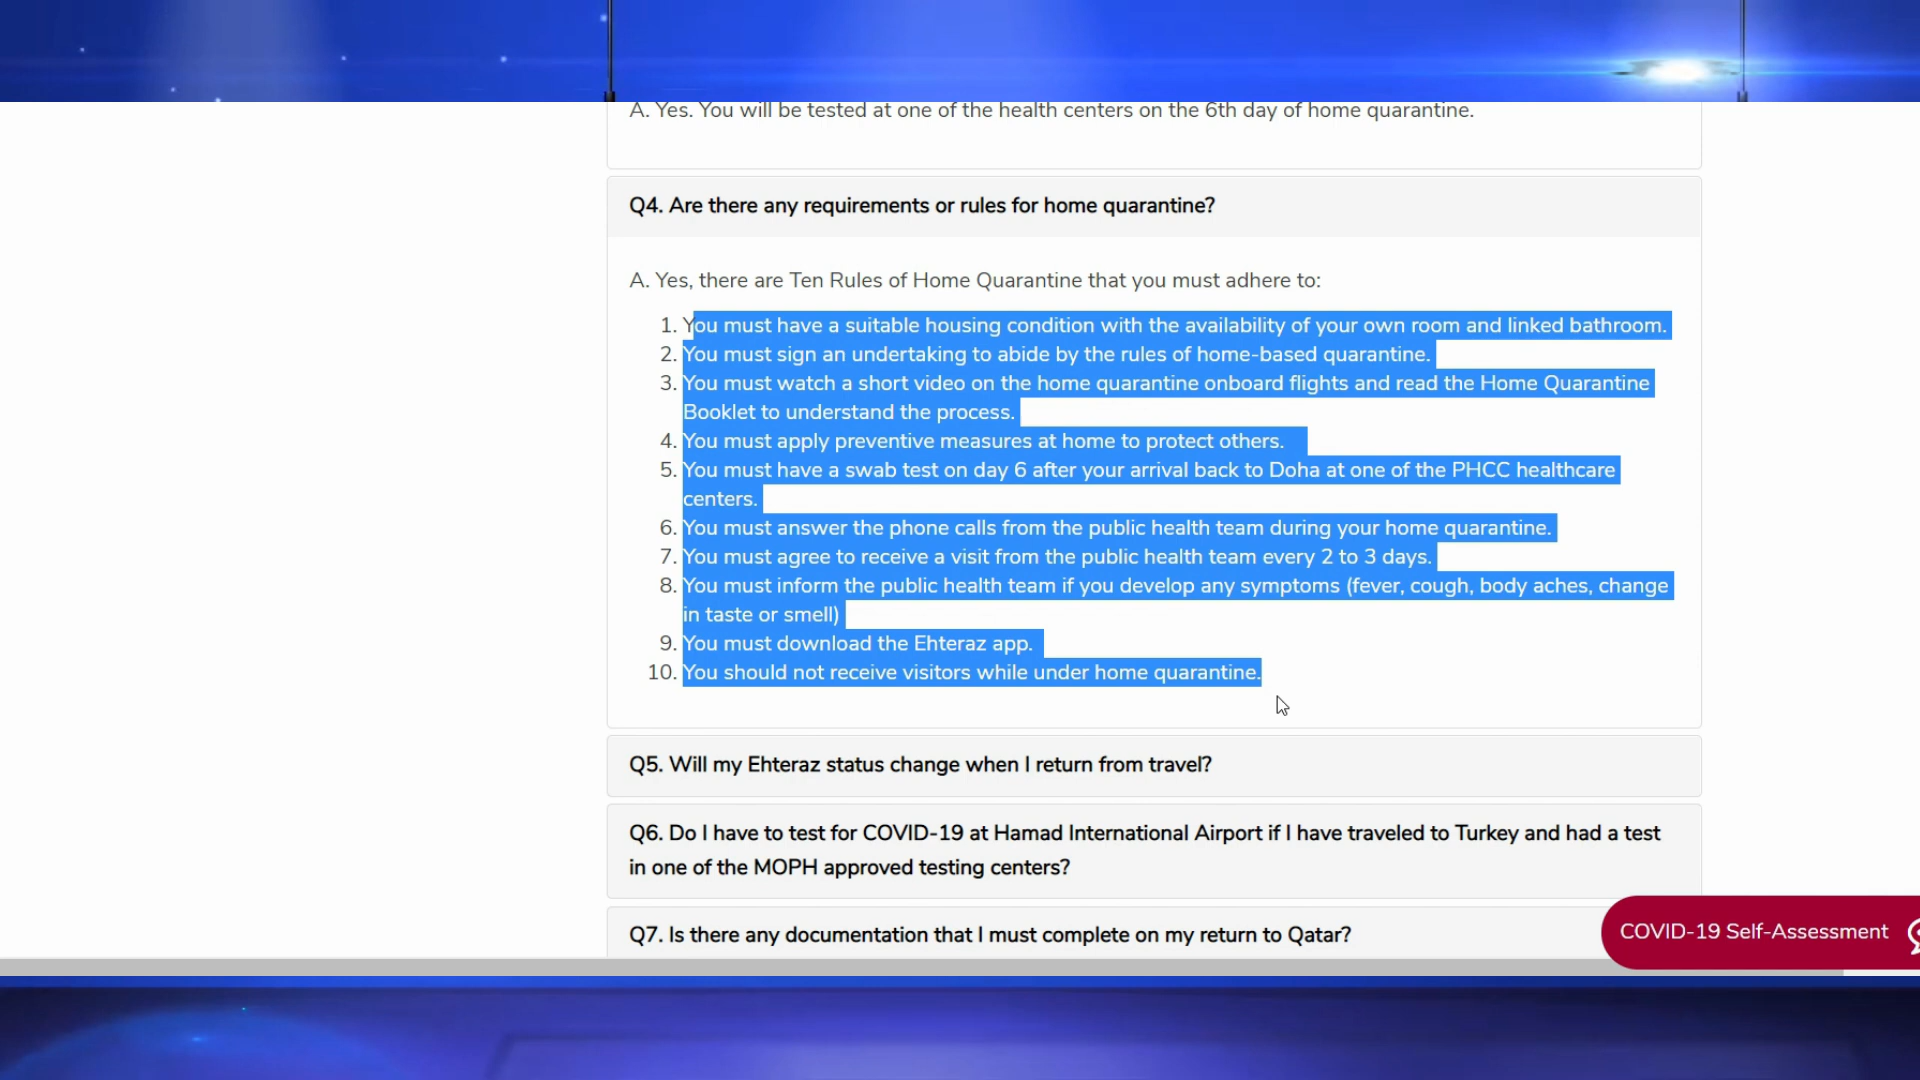 A. Yes. You will be tested at one of the health centers on the 6th day of home quarantine.
Q4. Are there any requirements or rules for home quarantine?
A. Yes, there are Ten Rules of Home Quarantine that you must adhere to:
1. You must have a suitable housing condition with the availability of your own room and linked bathroom.
2. You must sign an undertaking to abide by the rules of home-based quarantine.
3. You must watch a short video on the home quarantine onboard flights and read the Home Quarantine
Booklet to understand the process.
4. You must apply preventive measures at home to protect others.
5. You must have a swab test on day 6 after your arrival back to Doha at one of the PHCC healthcare
centers.
6. You must answer the phone calls from the public health team during your home quarantine.
7. You must agree to receive a visit from the public health team every 2 to 3 days.
8. You must inform the public health team if you develop any symptoms (fever, cough, body aches, change
in taste or smell)
9. You must download the Ehteraz app.
10. You should not receive visitors while under home quarantine.
Q5. Will my Ehteraz status change when I return from travel?
Q6. Do I have to test for COVID-19 at Hamad International Airport if I have traveled to Turkey and had a test
in one of the MOPH approved testing centers?
Q7. Is there any documentation that I must complete on my return to Qatar?
COVID-19 Self-Assessment